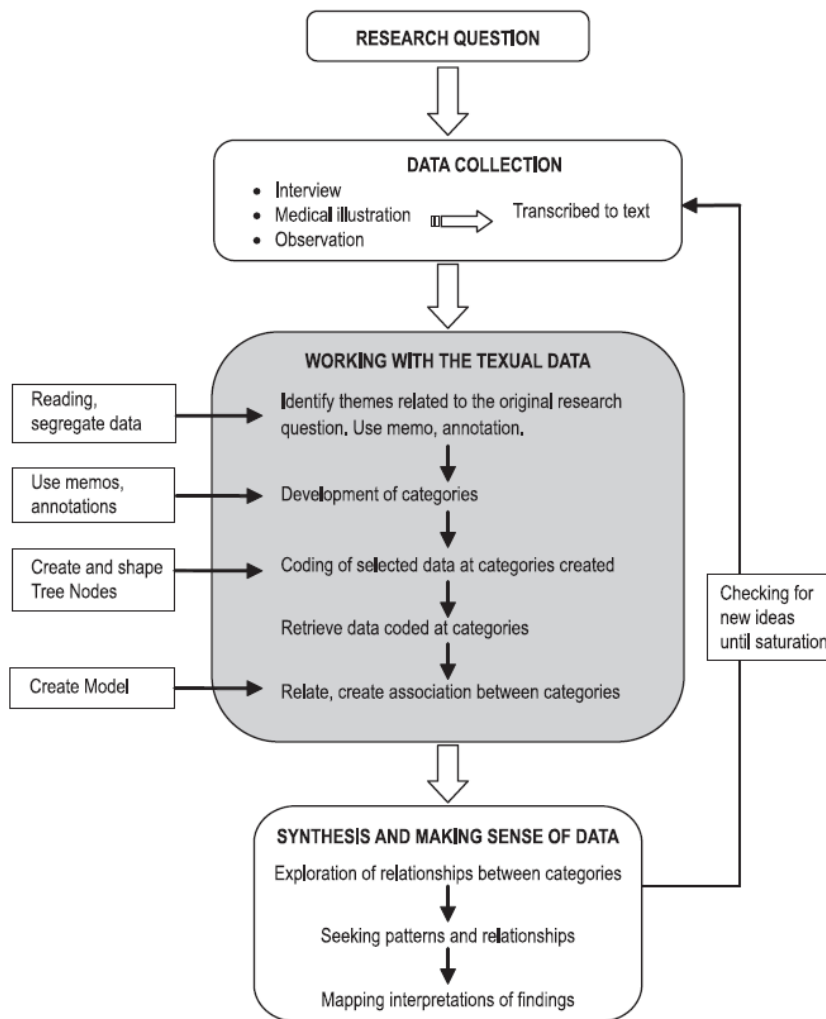 RESEARCH QUESTION
DATA COLLECTION
• Interview
• Medical illustration
• Observation
Transcribed to text
WORKING WITH THE TEXUAL DATA
Reading,
segregate data
Identify themes related to the original research
question. Use memo, annotation.
Use memos,
annotations
Development of categories
Create and shape
Tree Nodes
Coding of selected data at categories created
Checking for
new ideas
until saturation
Retrieve data coded at categories
Create Model
Relate, create association between categories
SYNTHESIS AND MAKING SENSE OF DATA
Exploration of relationships between categories
Seeking patterns and relationships
Mapping interpretations of findings